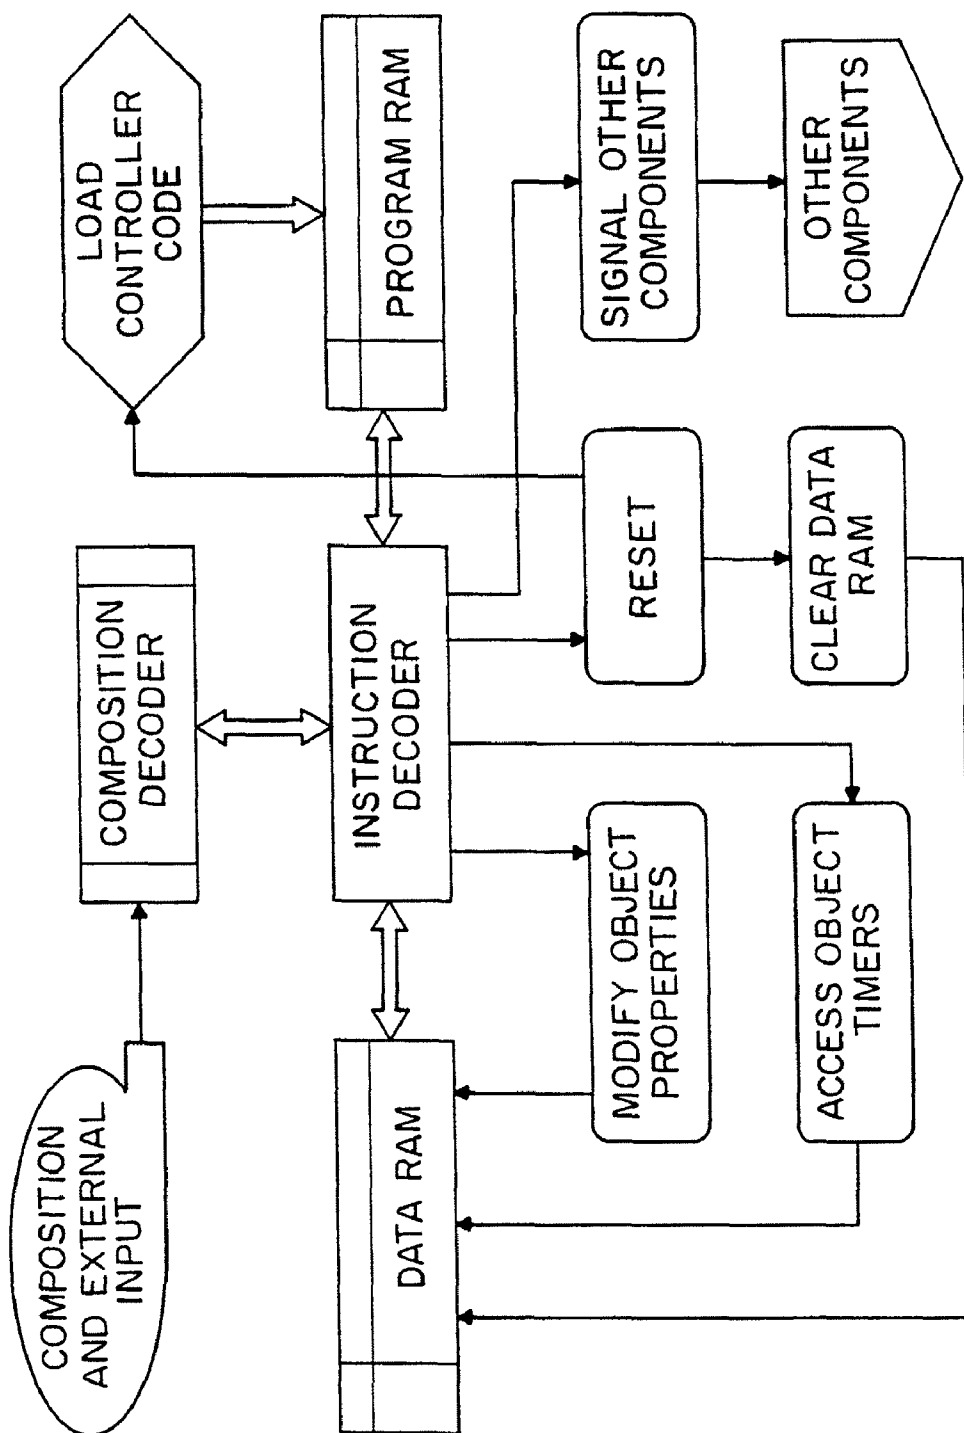 COMPOSITION
AND EXTERNAL
INPUT
COMPOSITION
DECODER
LOAD
CONTROLLER
CODE
DATA RAM
INSTRUCTION
DECODER
PROGRAM RAM
MODIFY OBJECT
PROPERTIES
RESET
SIGNAL OTHER
COMPONENTS
ACCESS OBJECT
TIMERS
CLEAR DATA
RAM
OTHER
COMPONENTS